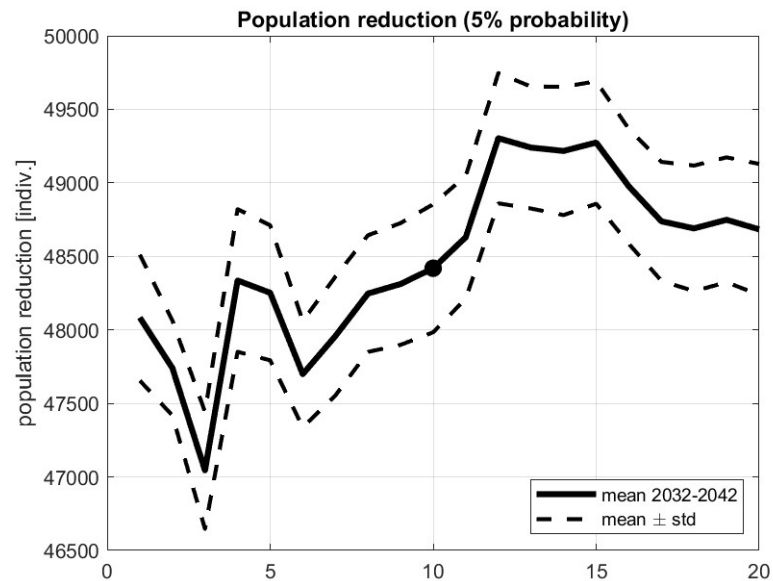 Population reduction (5% probability)
50000
49500
49000
48500
48000
47500
47000
46500
population reduction [indiv.]
0 5 10 15 20
mean 2032-2042
mean ± std